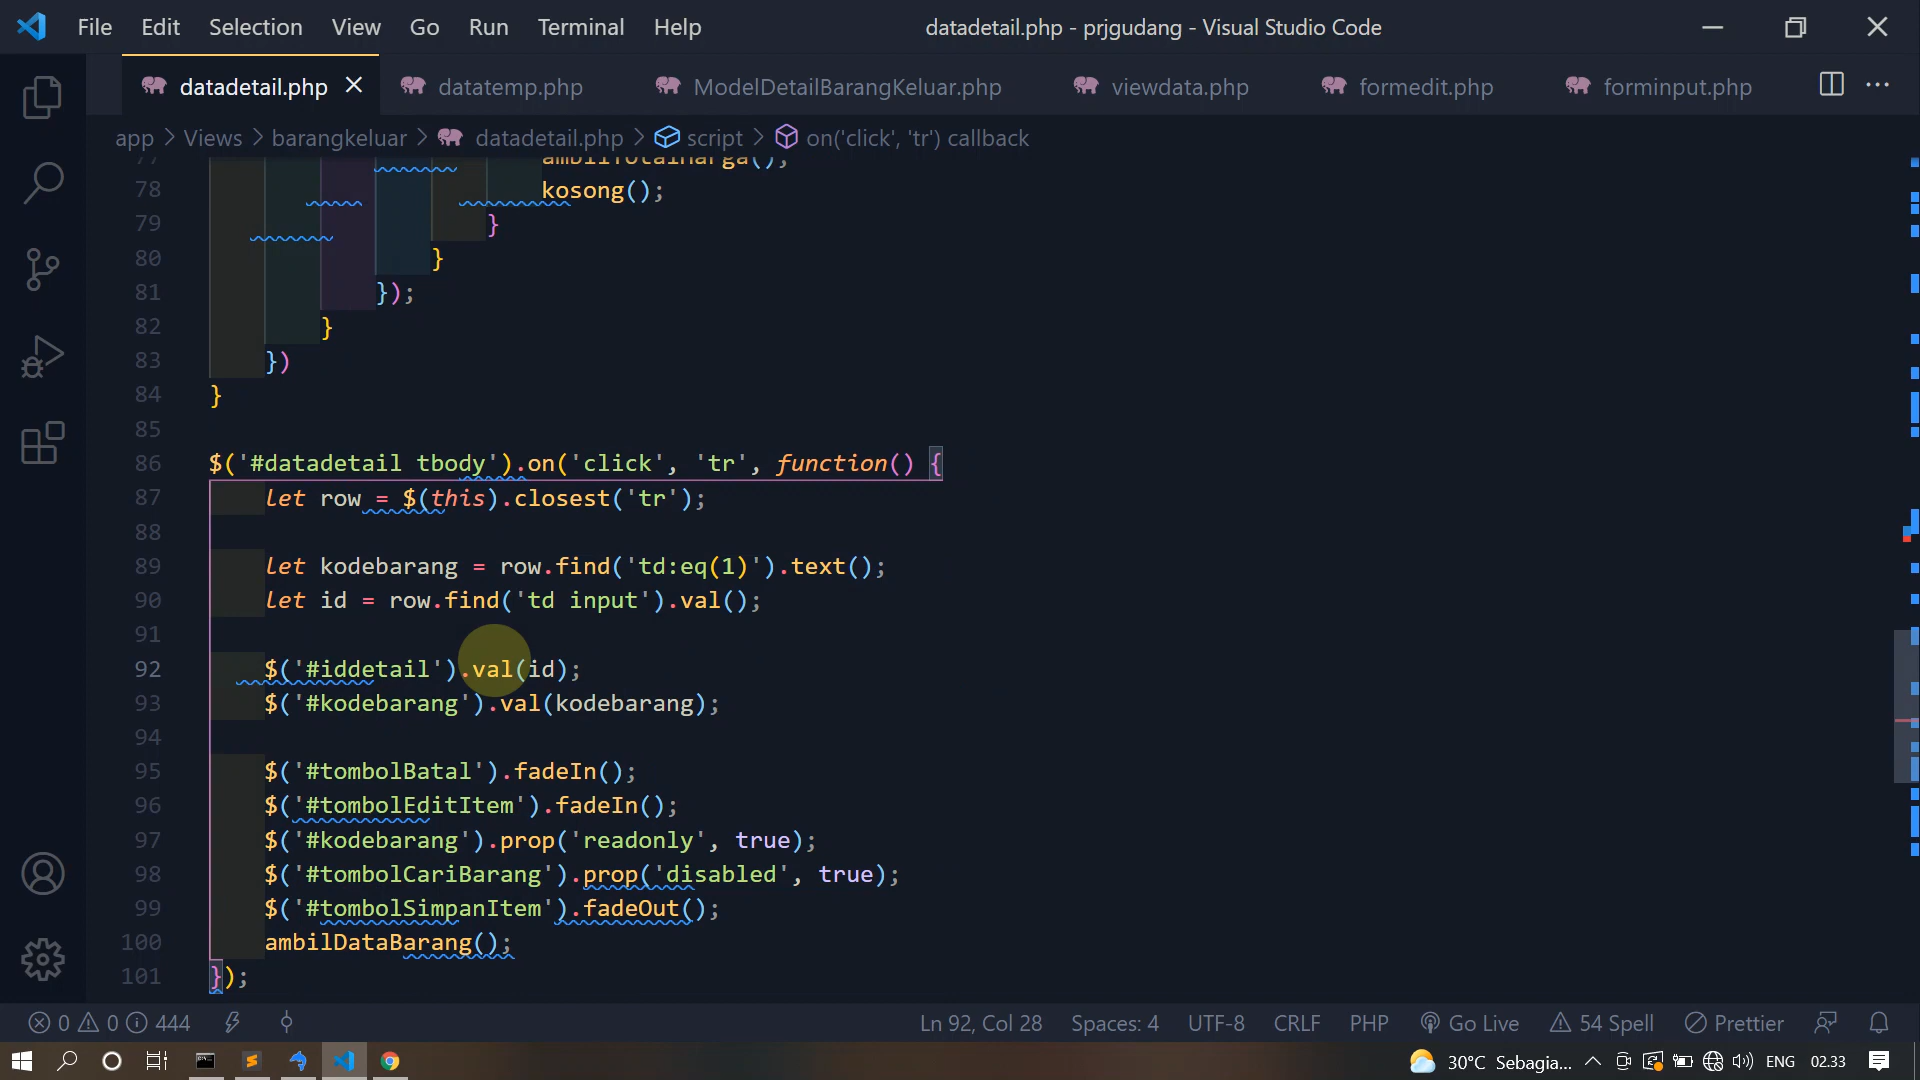 File Edit Selection View Go Run Terminal Help datadetail.php - prjgudang - Visual Studio Code
datadetail.php datatemp.php ModelDetailBarangKeluar.php viewdata.php formedit.php forminput.php
app > Views > barangkeluar > datadetail.php > script > on('click', 'tr') callback
77 ambilTotalHarga();
78 kosong();
79 }
80 }
81 });
82 }
83 })
84 }
85
86 $('#datadetail tbody').on('click', 'tr', function() {
87 let row = $(this).closest('tr');
88
89 let kodebarang = row.find('td:eq(1)').text();
90 let id = row.find('td input').val();
91
92 $('#iddetail').val(id);
93 $('#kodebarang').val(kodebarang);
94
95 $('#tombolBatal').fadeIn();
96 $('#tombolEditItem').fadeIn();
97 $('#kodebarang').prop('readonly', true);
98 $('#tombolCariBarang').prop('disabled', true);
99 $('#tombolSimpanItem').fadeOut();
100 ambilDataBarang();
101 });
0 0 444 Ln 92, Col 28 Spaces: 4 UTF-8 CRLF PHP Go Live 54 Spell Prettier
30°C Sebagia... ENG 02.33